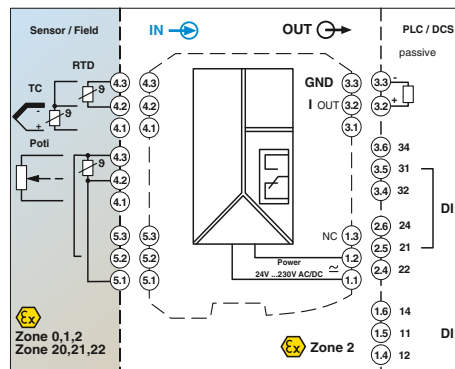 Sensor / Field
IN
OUT
PLC / DCS
passive
RTD
TC
ϑ
ϑ
-
+
Poti
ϑ
4.3
4.2
4.1
4.3
4.2
4.1
5.3
5.2
5.1
4.3
4.2
4.1
5.3
5.2
5.1
GND
I OUT
3.3
3.2
3.1
NC
1.3
1.2
1.1
Power
24V ...230V AC/DC
3.3
-
3.2
+
3.6 34
3.5 31
3.4 32
DI
2.6 24
2.5 21
2.4 22
1.6 14
1.5 11
1.4 12
DI
Ex
Zone 0,1,2
Zone 20,21,22
Ex
Zone 2